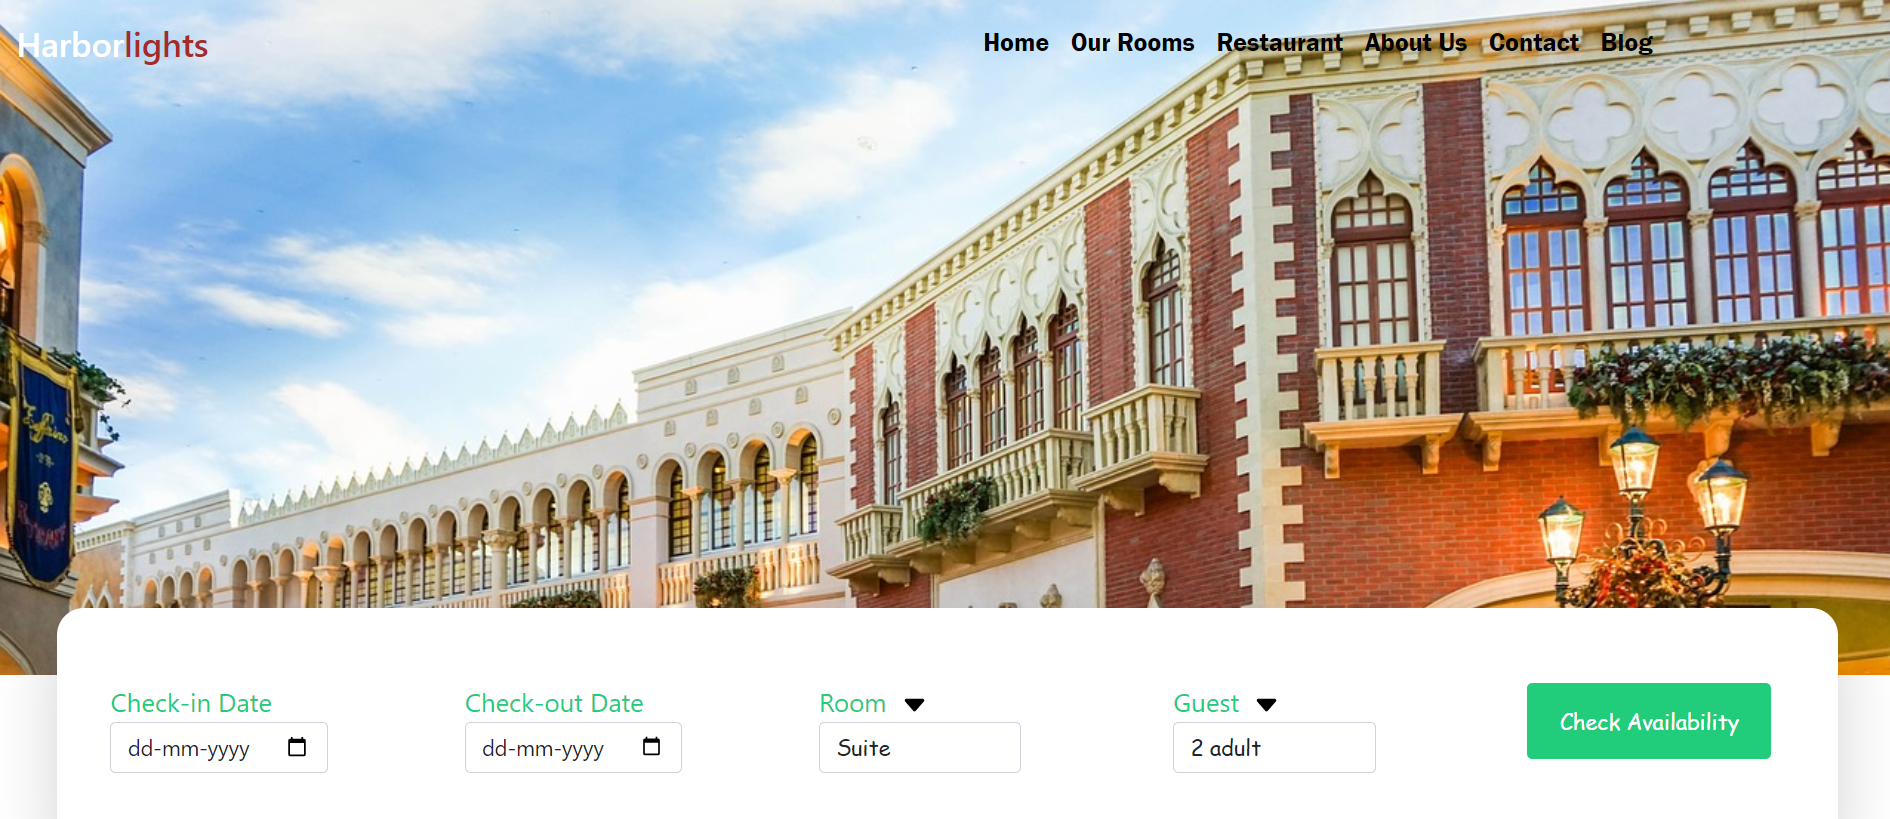 Harborlights
Home Our Rooms Restaurant About Us Contact Blog
Check-in Date Check-out Date Room Guest
dd-mm-yyyy dd-mm-yyyy Suite 2 adult Check Availability